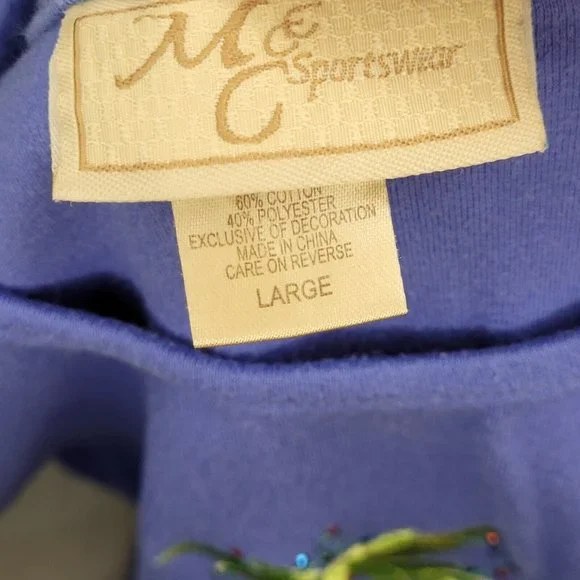 M&C Sportswear
60% COTTON
40% POLYESTER
EXCLUSIVE OF DECORATION
MADE IN CHINA
CARE ON REVERSE
LARGE